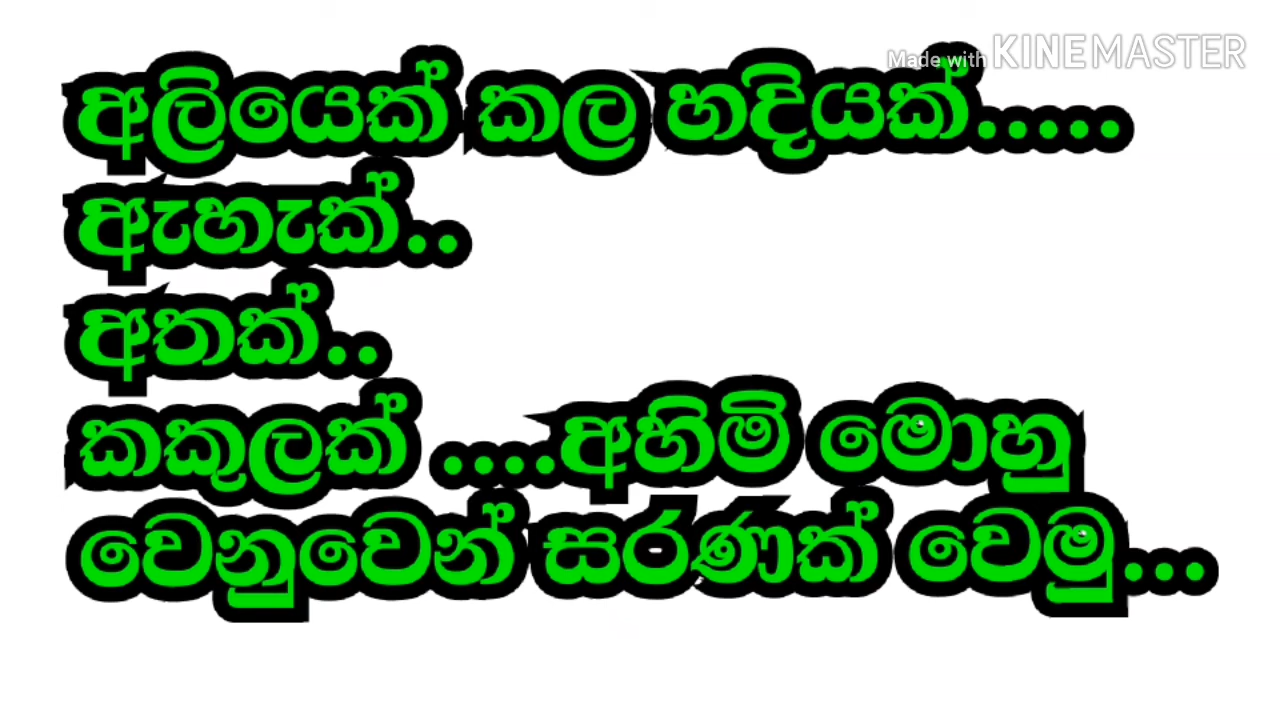 Made with KINEMASTER
අලියෙක් කල හදියක්.....
ඇහැක්..
අතක්..
කකුලක් ....අහිමි මොහු
වෙනුවෙන් සරණක් වෙමු...